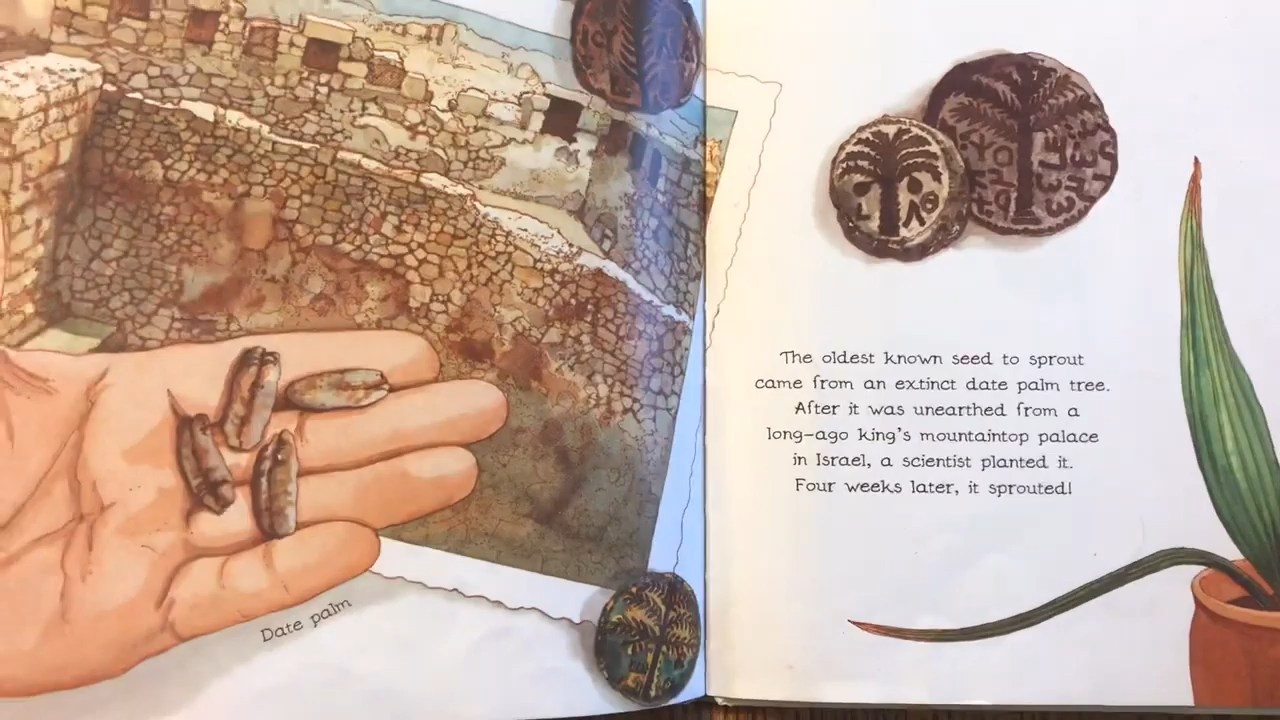 Date palm
The oldest known seed to sprout
came from an extinct date palm tree.
After it was unearthed from a
long-ago king's mountaintop palace
in Israel, a scientist planted it.
Four weeks later, it sprouted!